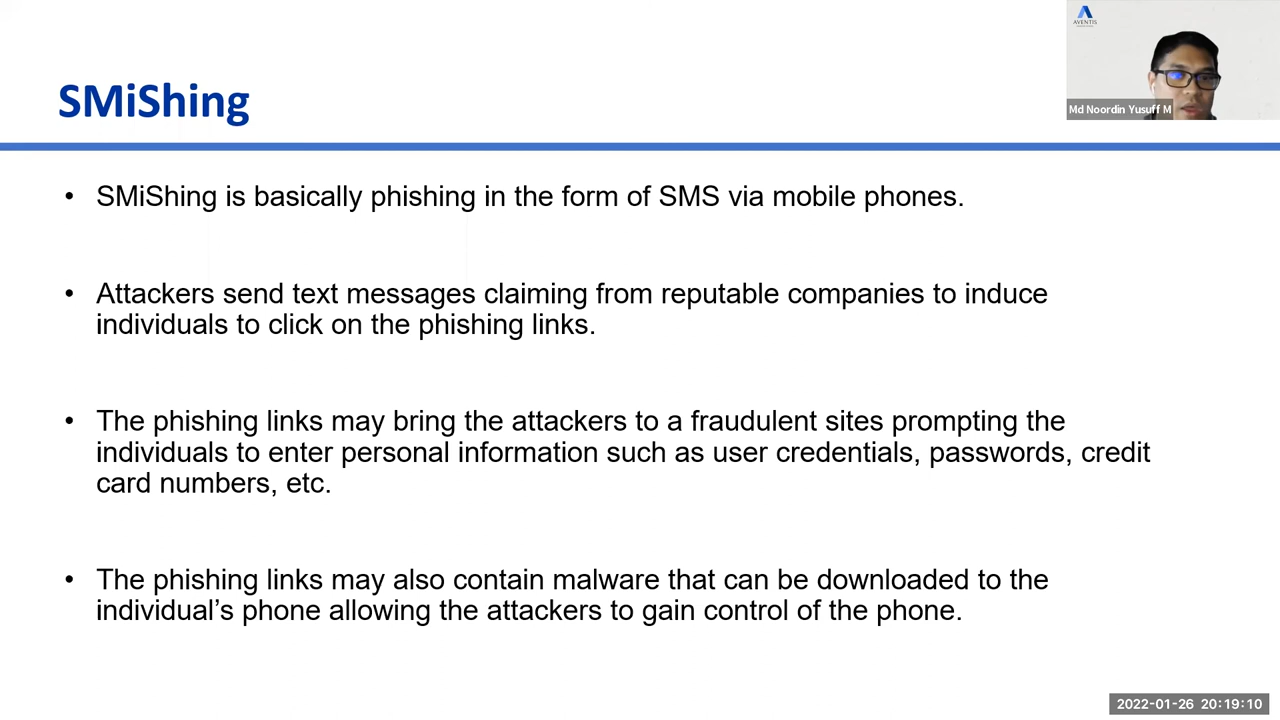 AVENTIS
SMiShing
Md Noordin Yusuff M
• SMiShing is basically phishing in the form of SMS via mobile phones.
• Attackers send text messages claiming from reputable companies to induce
individuals to click on the phishing links.
• The phishing links may bring the attackers to a fraudulent sites prompting the
individuals to enter personal information such as user credentials, passwords, credit
card numbers, etc.
• The phishing links may also contain malware that can be downloaded to the
individual’s phone allowing the attackers to gain control of the phone.
2022-01-26 20:19:10